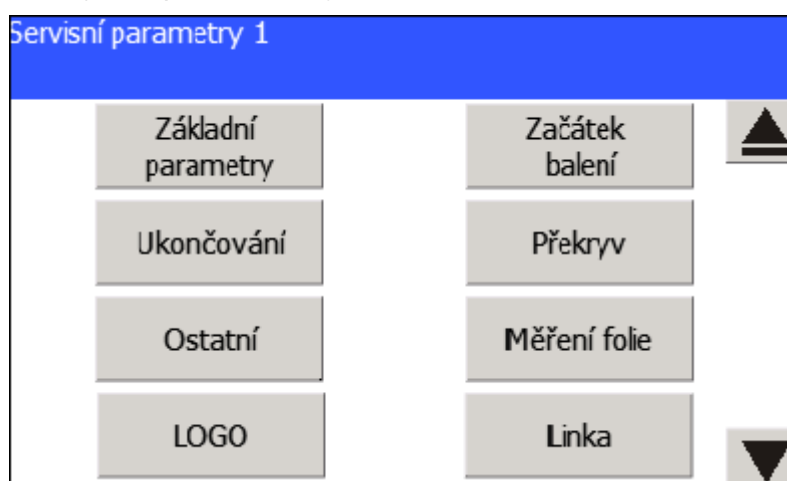 Servisní parametry 1
Základní
parametry
Začátek
balení
Ukončování
Překryv
Ostatní
Měření folie
LOGO
Linka